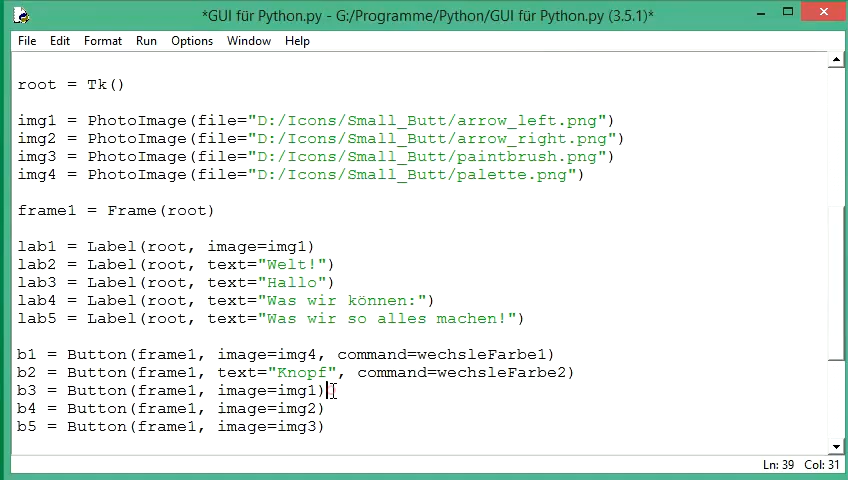 *GUI für Python.py - G:/Programme/Python/GUI für Python.py (3.5.1)*
File Edit Format Run Options Window Help
root = Tk()
img1 = PhotoImage(file="D:/Icons/Small_Butt/arrow_left.png")
img2 = PhotoImage(file="D:/Icons/Small_Butt/arrow_right.png")
img3 = PhotoImage(file="D:/Icons/Small_Butt/paintbrush.png")
img4 = PhotoImage(file="D:/Icons/Small_Butt/palette.png")
frame1 = Frame(root)
lab1 = Label(root, image=img1)
lab2 = Label(root, text="Welt!")
lab3 = Label(root, text="Hallo")
lab4 = Label(root, text="Was wir können:")
lab5 = Label(root, text="Was wir so alles machen!")
b1 = Button(frame1, image=img4, command=wechsleFarbe1)
b2 = Button(frame1, text="Knopf", command=wechsleFarbe2)
b3 = Button(frame1, image=img1)
b4 = Button(frame1, image=img2)
b5 = Button(frame1, image=img3)
Ln: 39 Col: 31